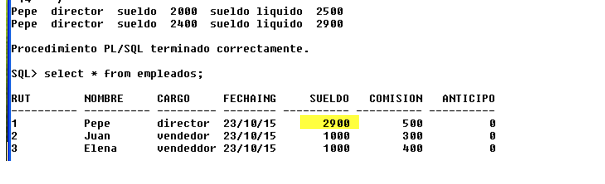 Pepe director sueldo 2000 sueldo liquido 2500
Pepe director sueldo 2400 sueldo liquido 2900
Procedimiento PL/SQL terminado correctamente.
SQL> select * from empleados;
RUT NOMBRE CARGO FECHAING SUELDO COMISION ANTICIPO
---------- --------- --------- -------- ---------- ---------- ----------
1 Pepe director 23/10/15 2900 500 0
2 Juan vendedor 23/10/15 1000 300 0
3 Elena vendeddor 23/10/15 1000 400 0